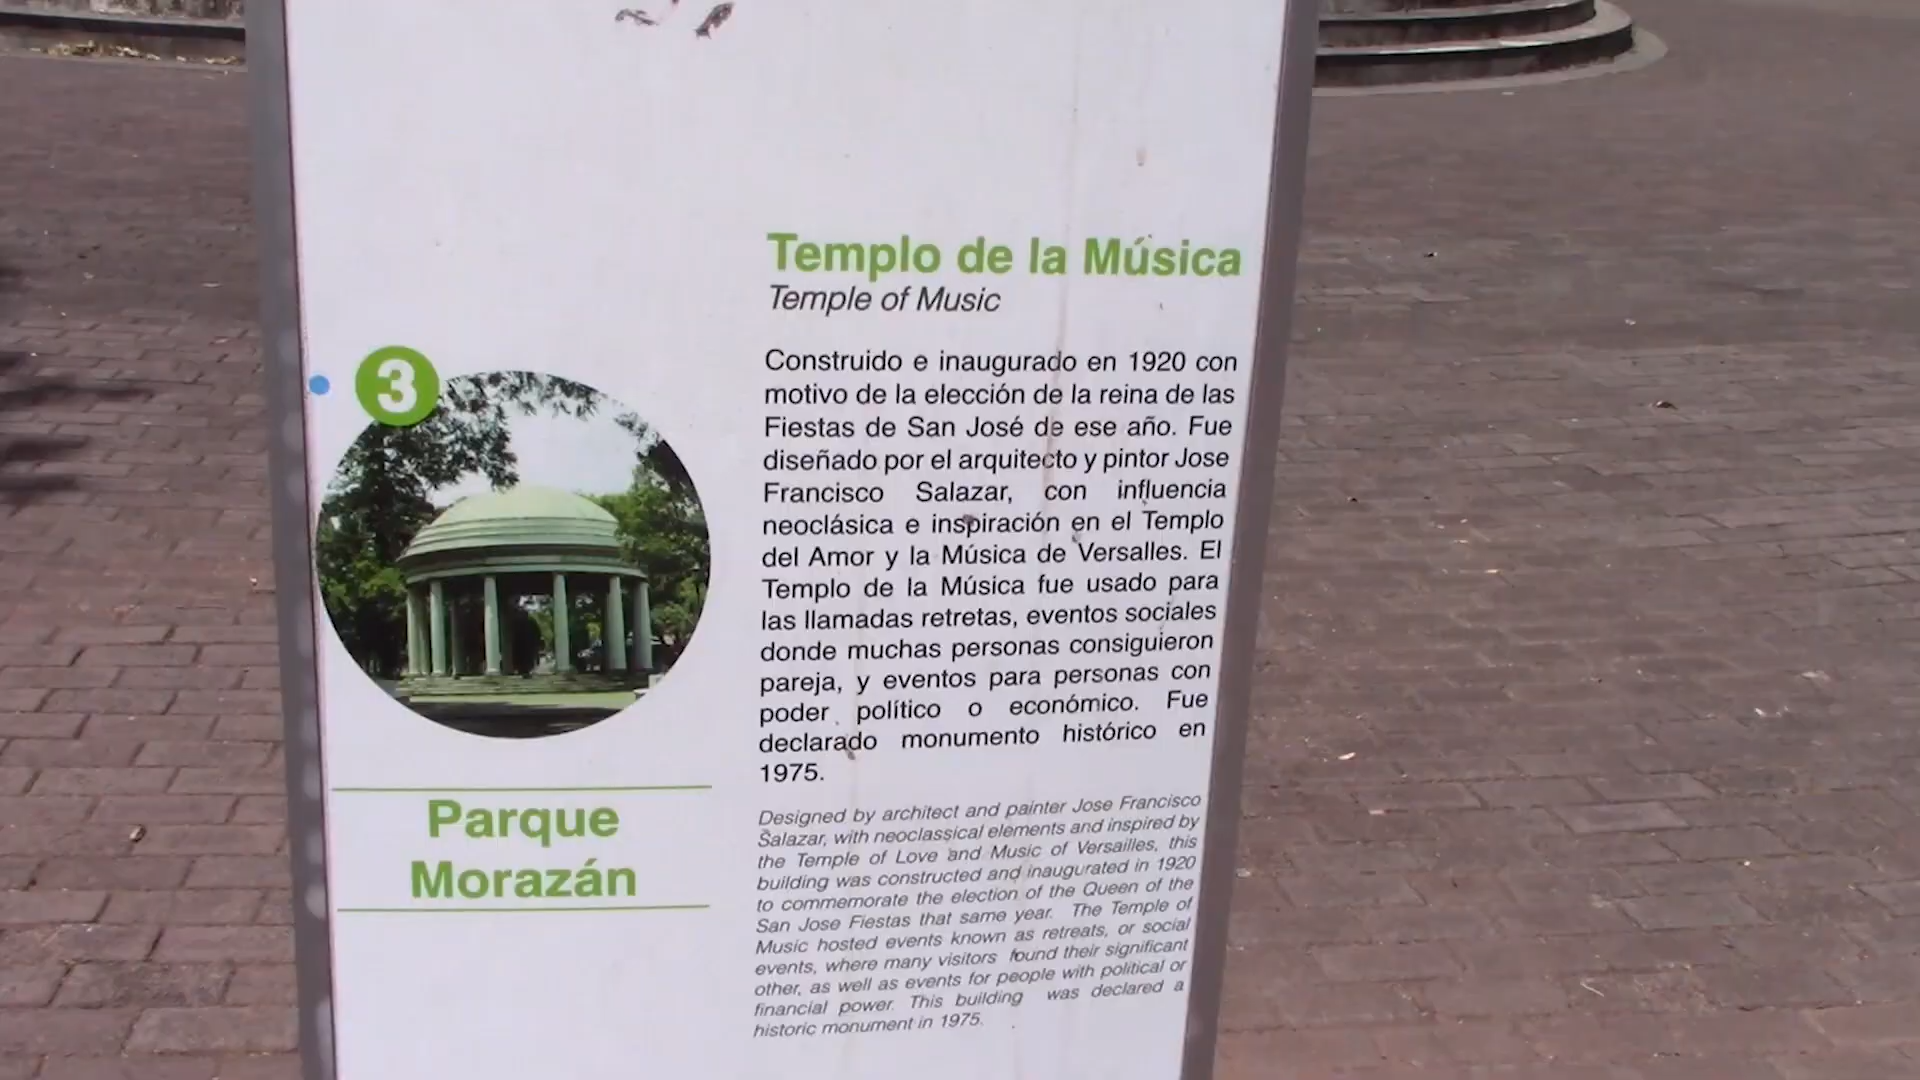 Templo de la Música
Temple of Music
Construido e inaugurado en 1920 con
motivo de la elección de la reina de las
Fiestas de San José de ese año. Fue
diseñado por el arquitecto y pintor Jose
Francisco Salazar, con influencia
neoclásica e inspiración en el Templo
del Amor y la Música de Versalles. El
Templo de la Música fue usado para
las llamadas retretas, eventos sociales
donde muchas personas consiguieron
pareja, y eventos para personas con
poder político o económico. Fue
declarado monumento histórico en
1975.
Designed by architect and painter Jose Francisco
Salazar, with neoclassical elements and inspired by
the Temple of Love and Music of Versailles, this
building was constructed and inaugurated in 1920
to commemorate the election of the Queen of the
San Jose Fiestas that same year. The Temple of
Music hosted events known as retreats, or social
events, where many visitors found their significant
other, as well as events for people with political or
financial power. This building was declared a
historic monument in 1975.
3
Parque
Morazán